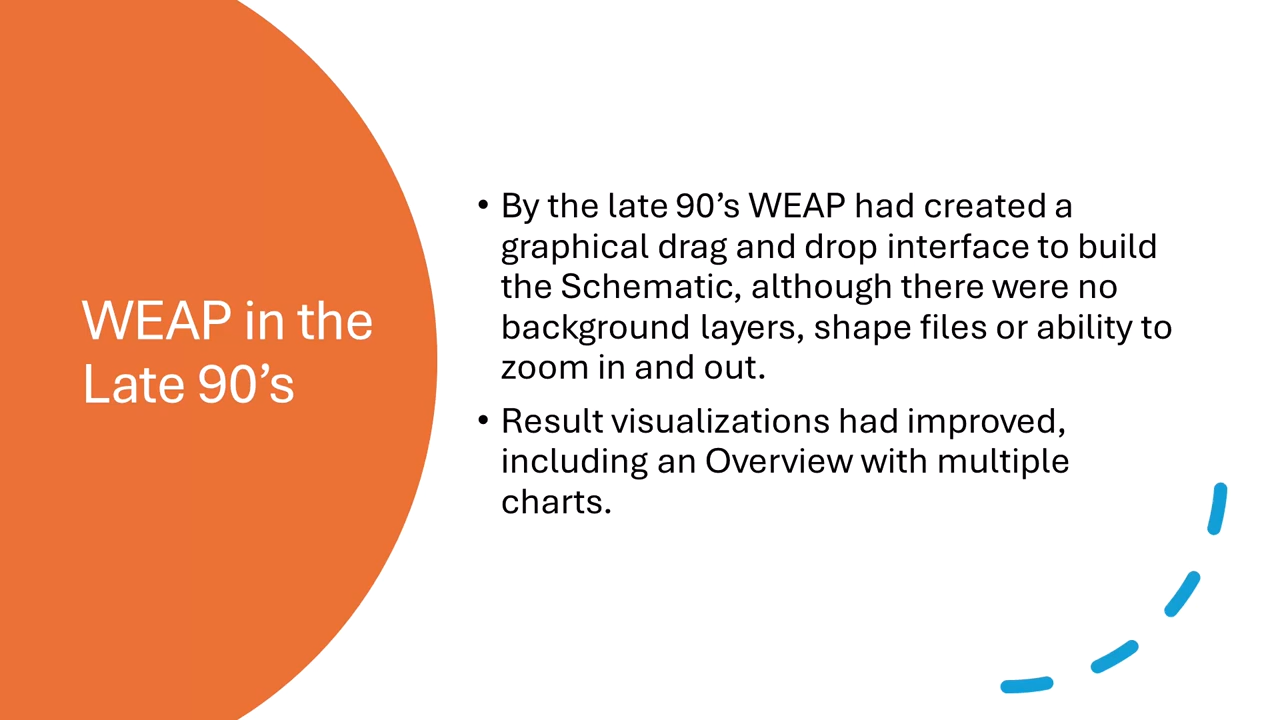 WEAP in the
Late 90’s
• By the late 90’s WEAP had created a
graphical drag and drop interface to build
the Schematic, although there were no
background layers, shape files or ability to
zoom in and out.
• Result visualizations had improved,
including an Overview with multiple
charts.